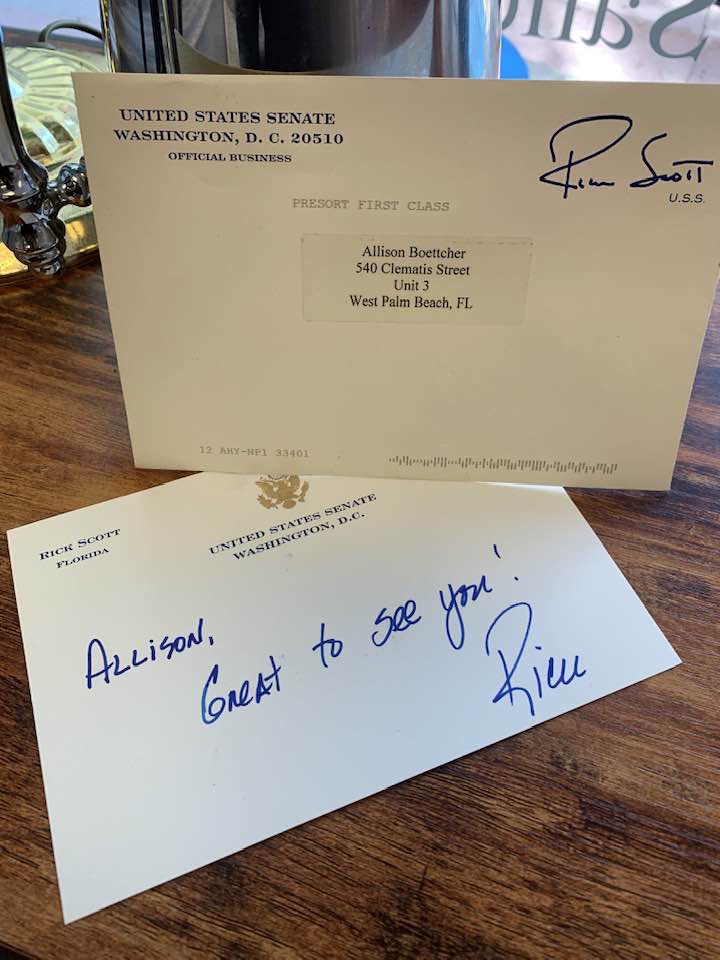 UNITED STATES SENATE
WASHINGTON, D. C. 20510
OFFICIAL BUSINESS
Rick Scott
U.S.S.
PRESORT FIRST CLASS
Allison Boettcher
540 Clematis Street
Unit 3
West Palm Beach, FL
12 AHY-NP1 33401
RICK SCOTT
FLORIDA
UNITED STATES SENATE
WASHINGTON, D.C.
ALLISON,
GREAT to see you!
Rick